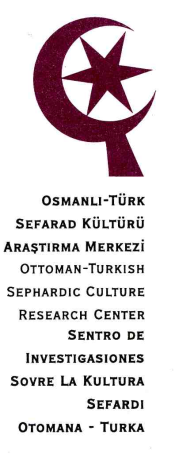 OSMANLI-TÜRK
SEFARAD KÜLTÜRÜ
ARAŞTIRMA MERKEZİ
OTTOMAN-TURKISH
SEPHARDIC CULTURE
RESEARCH CENTER
SENTRO DE
INVESTIGASIONES
SOVRE LA KULTURA
SEFARDI
OTOMANA - TURKA